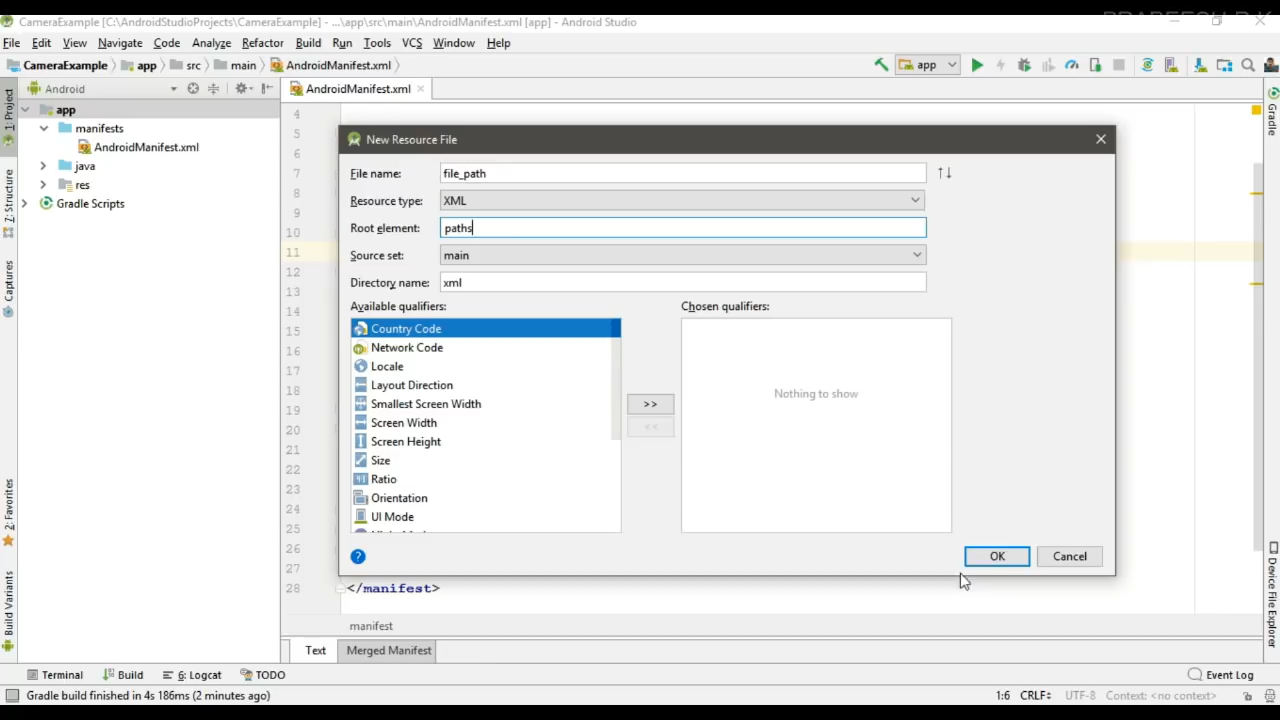 CameraExample [C:\AndroidStudioProjects\CameraExample] - ...\app\src\main\AndroidManifest.xml [app] - Android Studio
File Edit View Navigate Code Analyze Refactor Build Run Tools VCS Window Help
CameraExample app src main AndroidManifest.xml app
Android
AndroidManifest.xml
1: Project
Z: Structure
Captures
2: Favorites
Build Variants
app
manifests
AndroidManifest.xml
java
res
Gradle Scripts
4
5
6
7
8
9
10
11
12
13
14
15
16
17
18
19
20
21
22
23
24
25
26
27
28 </manifest>
New Resource File
File name: file_path
Resource type: XML
Root element: paths
Source set: main
Directory name: xml
Available qualifiers: Chosen qualifiers:
Country Code
Network Code
Locale
Layout Direction
Smallest Screen Width
Screen Width
Screen Height
Size
Ratio
Orientation
UI Mode
>>
<<
Nothing to show
?
OK Cancel
manifest
Text Merged Manifest
Gradle
Device File Explorer
Terminal Build 6: Logcat TODO Event Log
Gradle build finished in 4s 186ms (2 minutes ago) 1:6 CRLF UTF-8 Context: <no context>